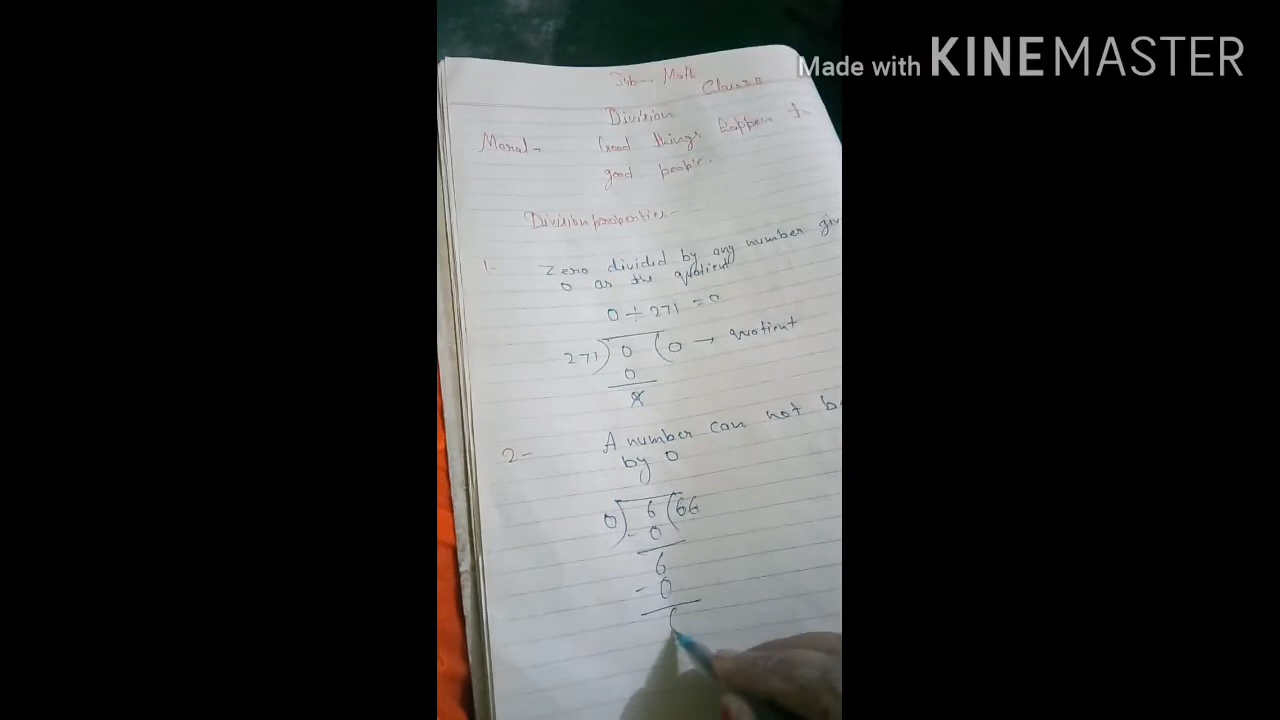 Made with KINEMASTER
Sub → Math
Division
Moral → Good things happen to
good people.
Division properties -
1- Zero divided by any number giv
0 as the quotient
0 ÷ 271 = 0
271) 0 (0 → quotient
0
2- A number can not be
by 0
0) 6 (66
- 0
6
- 0